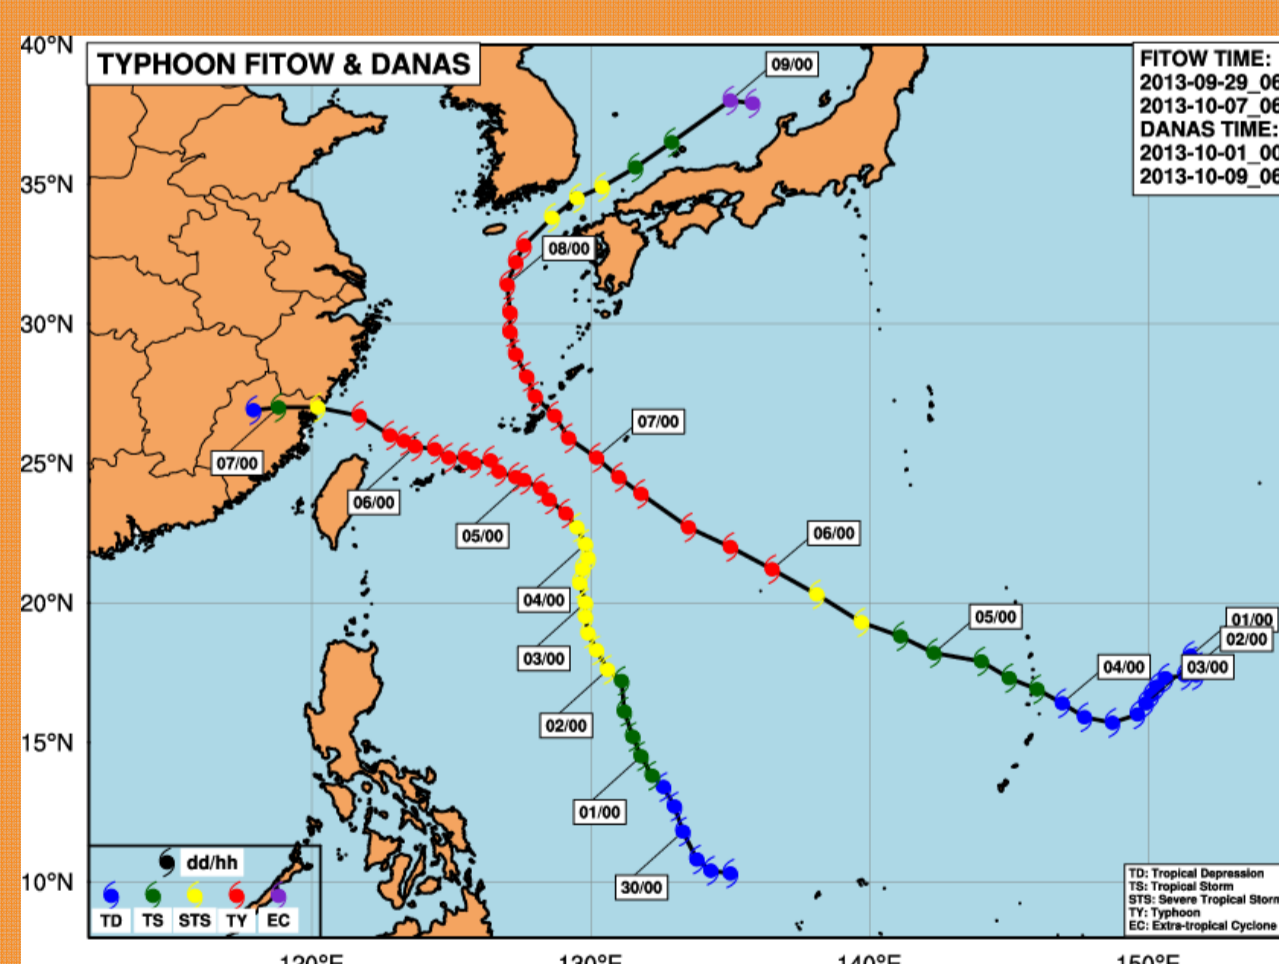 40°N
TYPHOON FITOW & DANAS
09/00
FITOW TIME:
2013-09-29_06
2013-10-07_06
DANAS TIME:
2013-10-01_00
2013-10-09_06
35°N
08/00
30°N
07/00
07/00
25°N
06/00
05/00
06/00
20°N
04/00
05/00
01/00
02/00
03/00
04/00
03/00
02/00
15°N
01/00
30/00
10°N
dd/hh
TD TS STS TY EC
TD: Tropical Depression
TS: Tropical Storm
STS: Severe Tropical Storm
TY: Typhoon
EC: Extra-tropical Cyclone
120°E 130°E 140°E 150°E